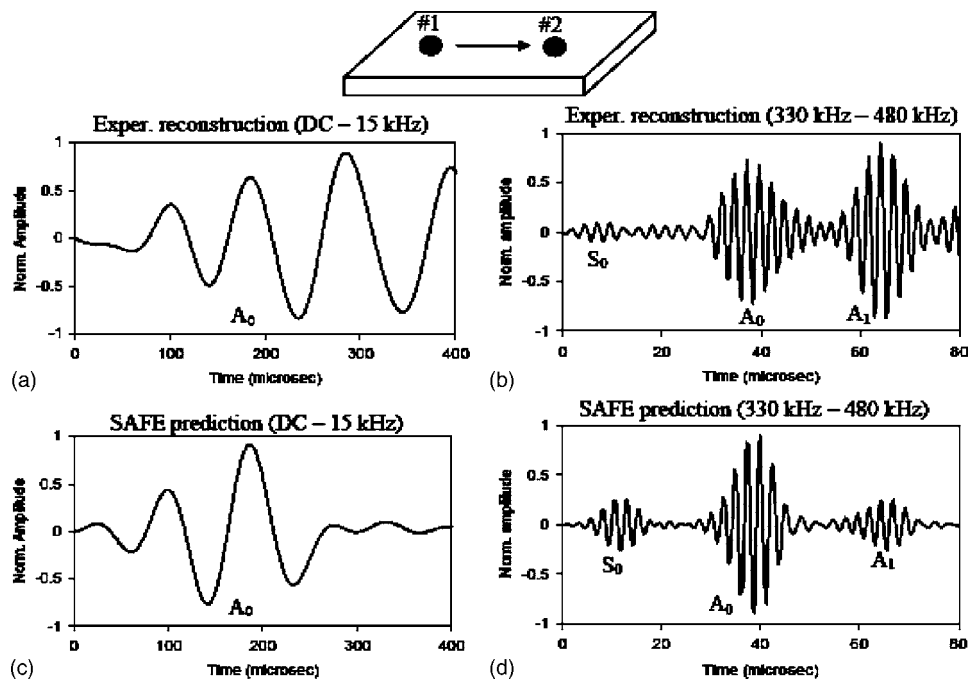 #1 #2
Exper. reconstruction (DC – 15 kHz)
Norm. Amplitude
1
0.5
0
-0.5
-1
A₀
0 100 200 300 400
Time (microsec)
(a)
Exper. reconstruction (330 kHz – 480 kHz)
Norm. amplitude
1
0.5
0
-0.5
-1
S₀
A₀
A₁
0 20 40 60 80
Time (microsec)
(b)
SAFE prediction (DC – 15 kHz)
Norm. Amplitude
1
0.5
0
-0.5
-1
A₀
0 100 200 300 400
Time (microsec)
(c)
SAFE prediction (330 kHz – 480 kHz)
Norm. amplitude
1
0.5
0
-0.5
-1
S₀
A₀
A₁
0 20 40 60 80
Time (microsec)
(d)